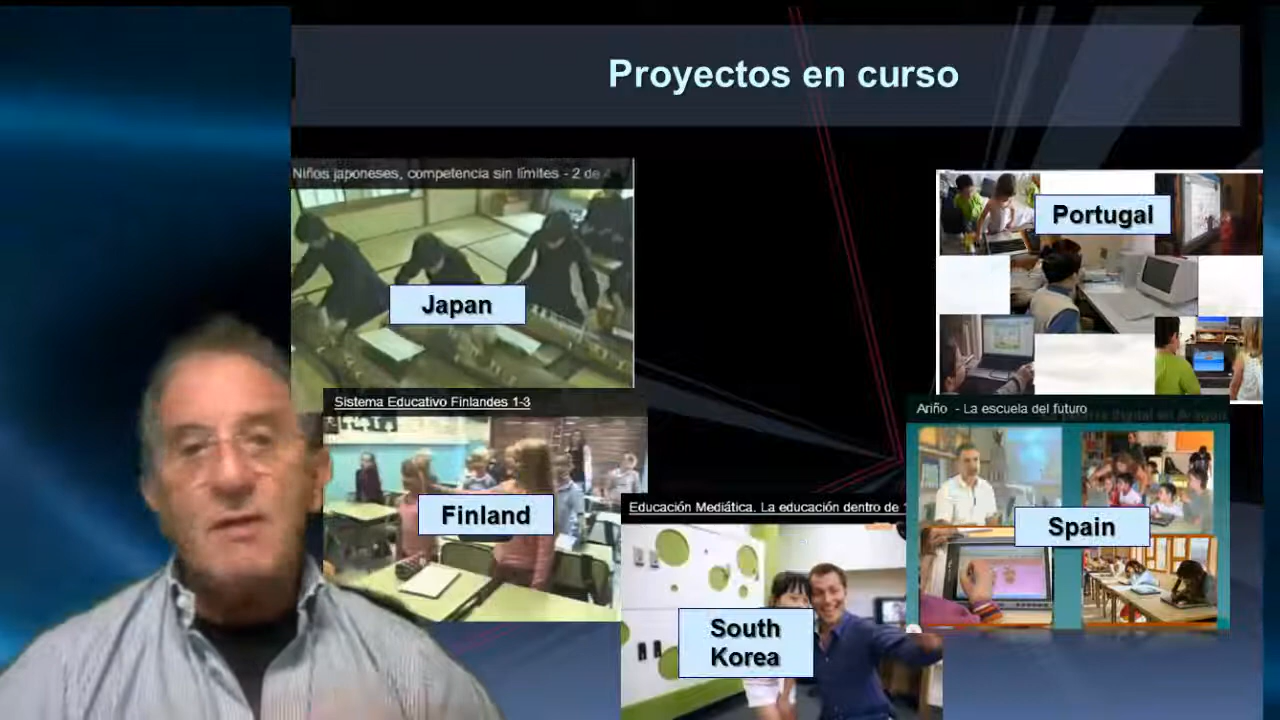 Proyectos en curso
Niños japoneses, competencia sin límites - 2 de 4
Japan
Portugal
Sistema Educativo Finlandes 1-3
Finland
Ariño - La escuela del futuro
Educación Mediática. La educación dentro de
Spain
South
Korea